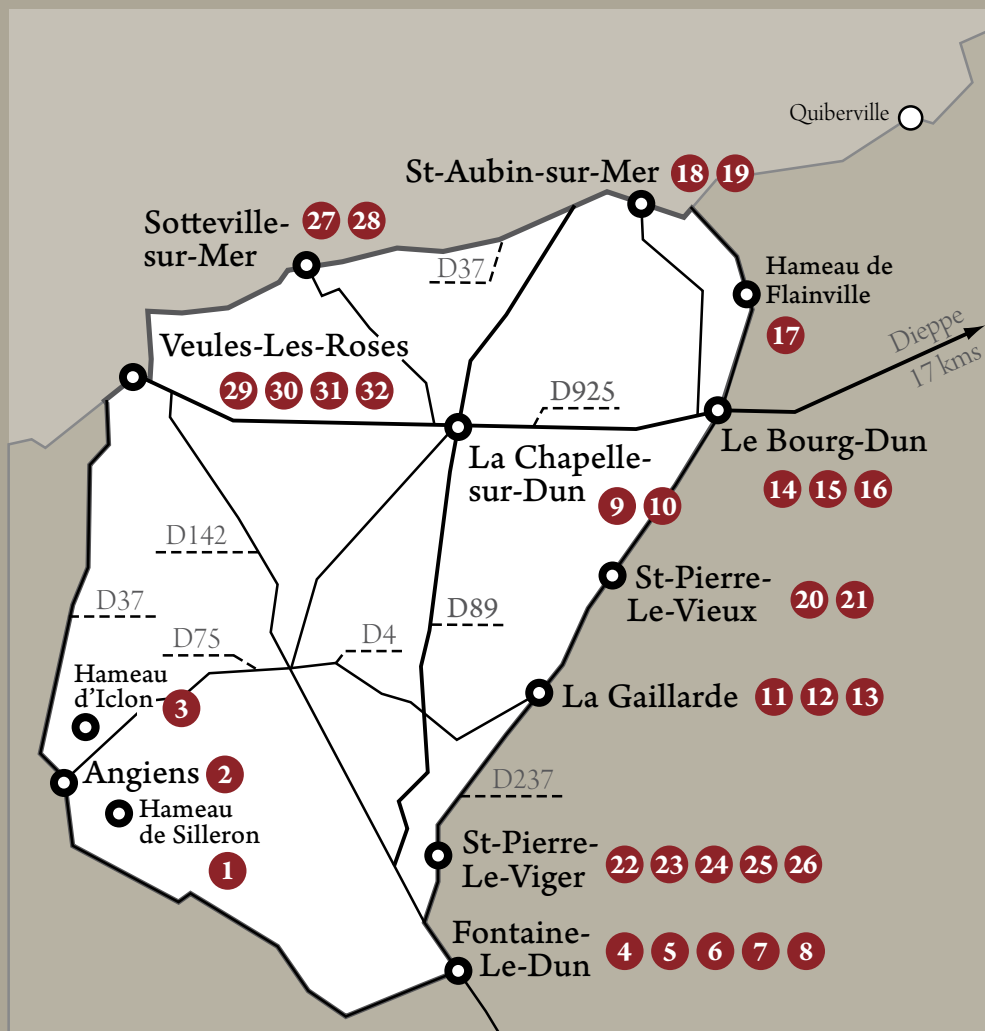 Quiberville
St-Aubin-sur-Mer 18 19
Sotteville-
sur-Mer
27 28
D37
Hameau de
Flainville
17
Dieppe
17 kms
Veules-Les-Roses
29 30 31 32
D925
Le Bourg-Dun
14 15 16
La Chapelle-
sur-Dun
9 10
D142
St-Pierre-
Le-Vieux
20 21
D37
D89
D75
D4
Hameau
d'Iclon
3
La Gaillarde 11 12 13
Angiens 2
D237
Hameau
de Silleron
1
St-Pierre-
Le-Viger
22 23 24 25 26
Fontaine-
Le-Dun
4 5 6 7 8